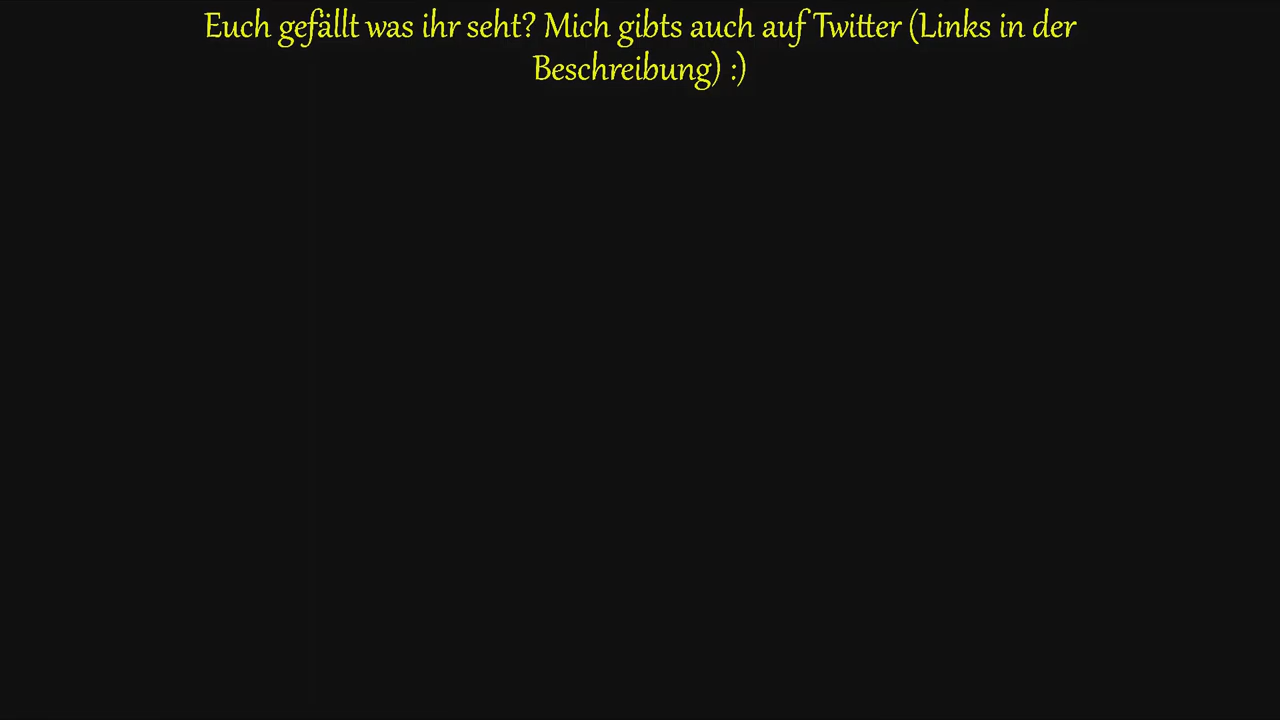 Euch gefällt was ihr seht? Mich gibts auch auf Twitter (Links in der
Beschreibung) :)